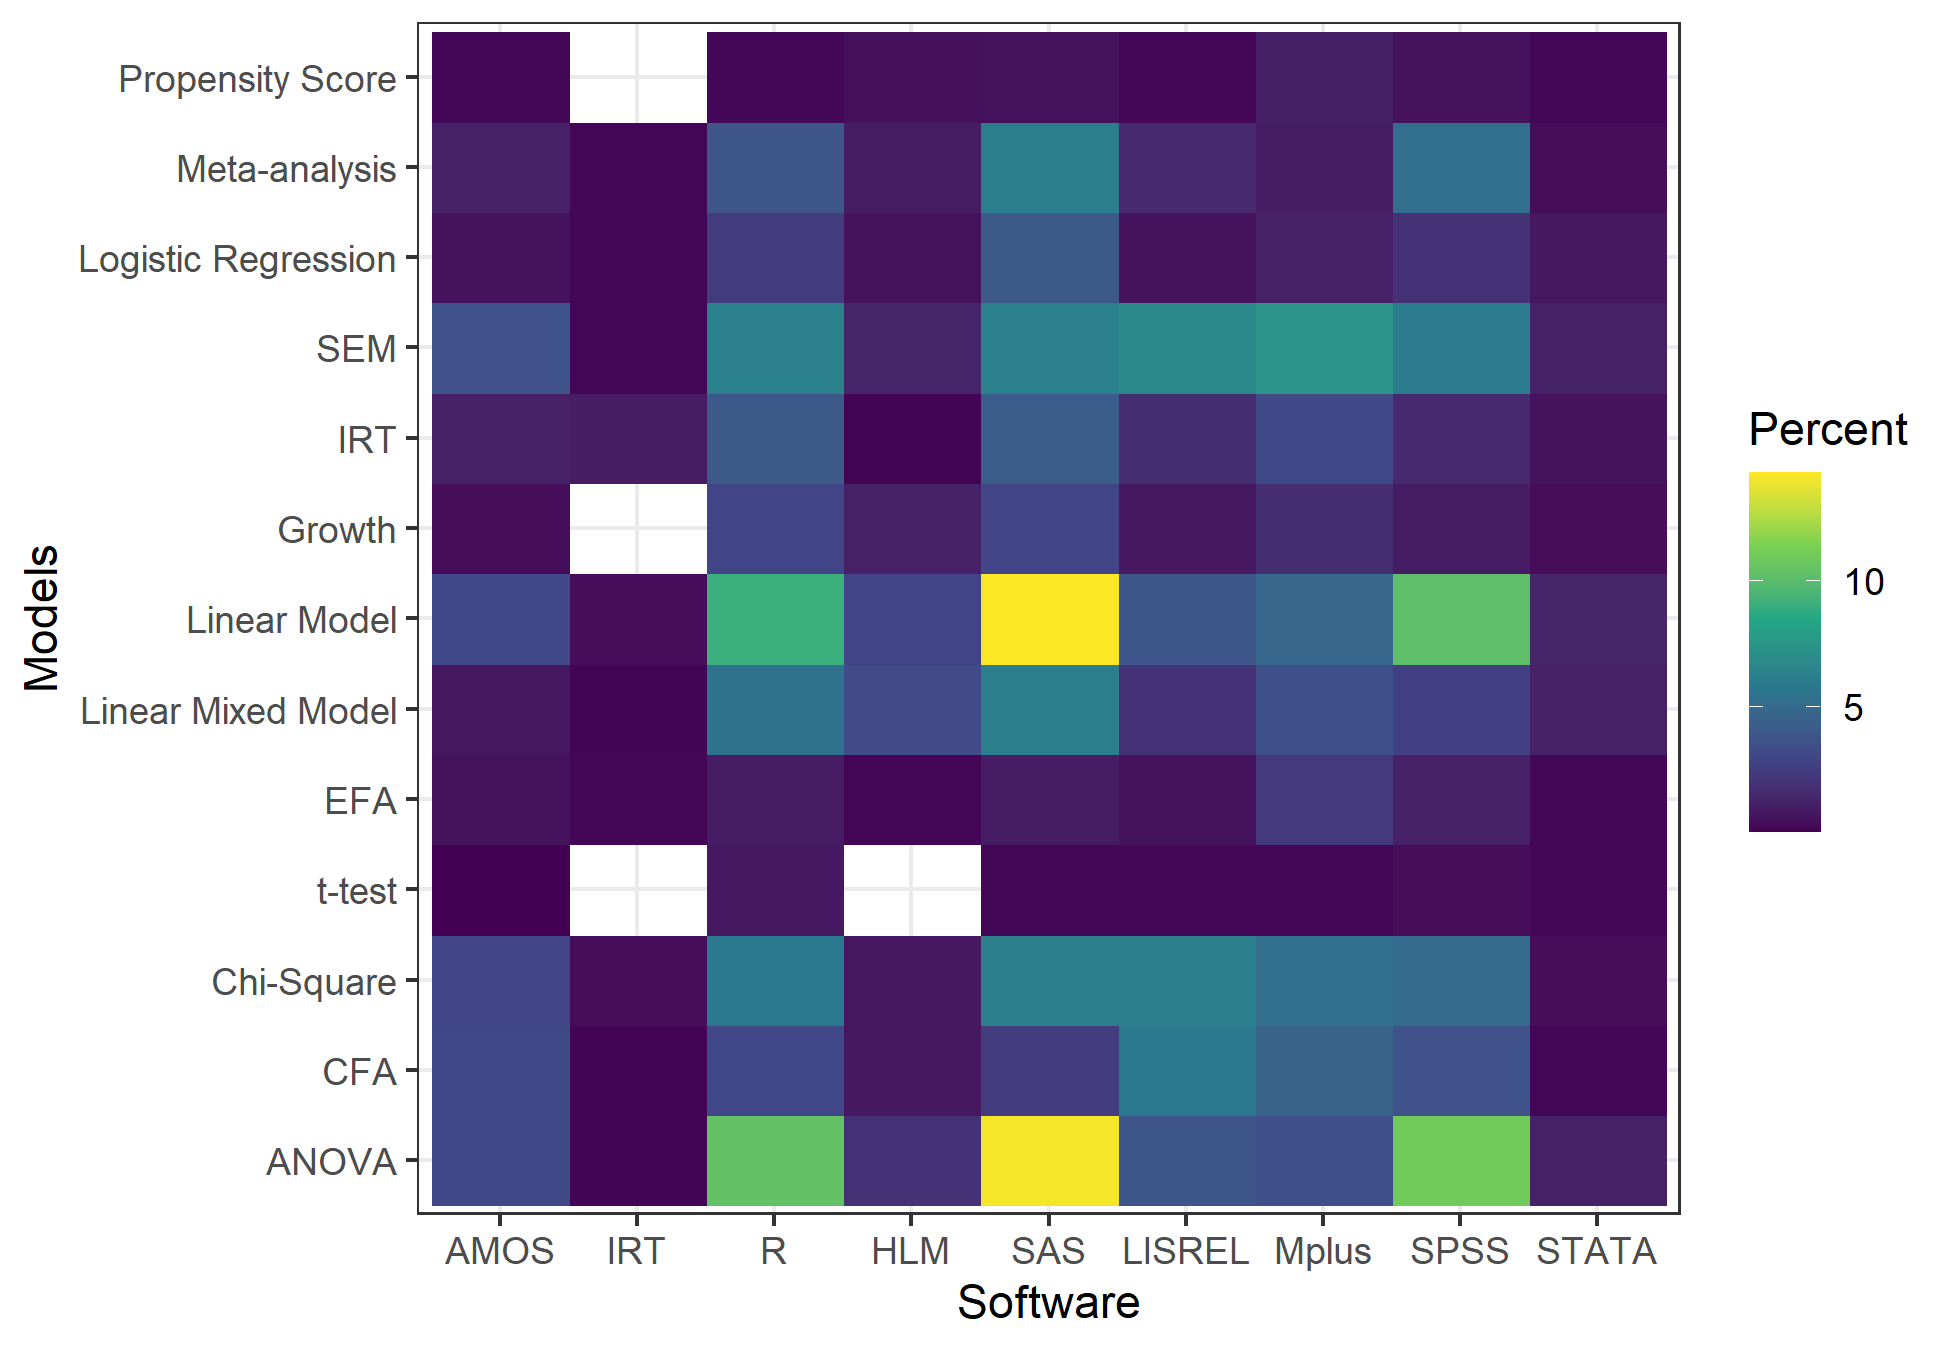 Propensity Score
Meta-analysis
Logistic Regression
SEM
IRT
Growth
Linear Model
Linear Mixed Model
EFA
t-test
Chi-Square
CFA
ANOVA
Models
AMOS IRT R HLM SAS LISREL Mplus SPSS STATA
Software
Percent
10
5